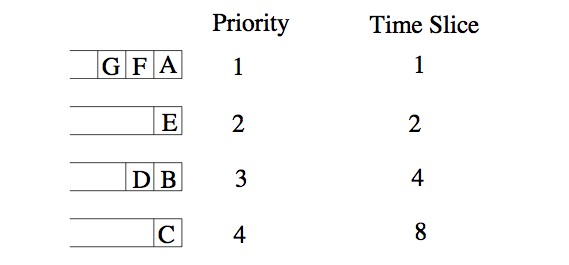 Priority Time Slice
G F A 1 1
E 2 2
D B 3 4
C 4 8